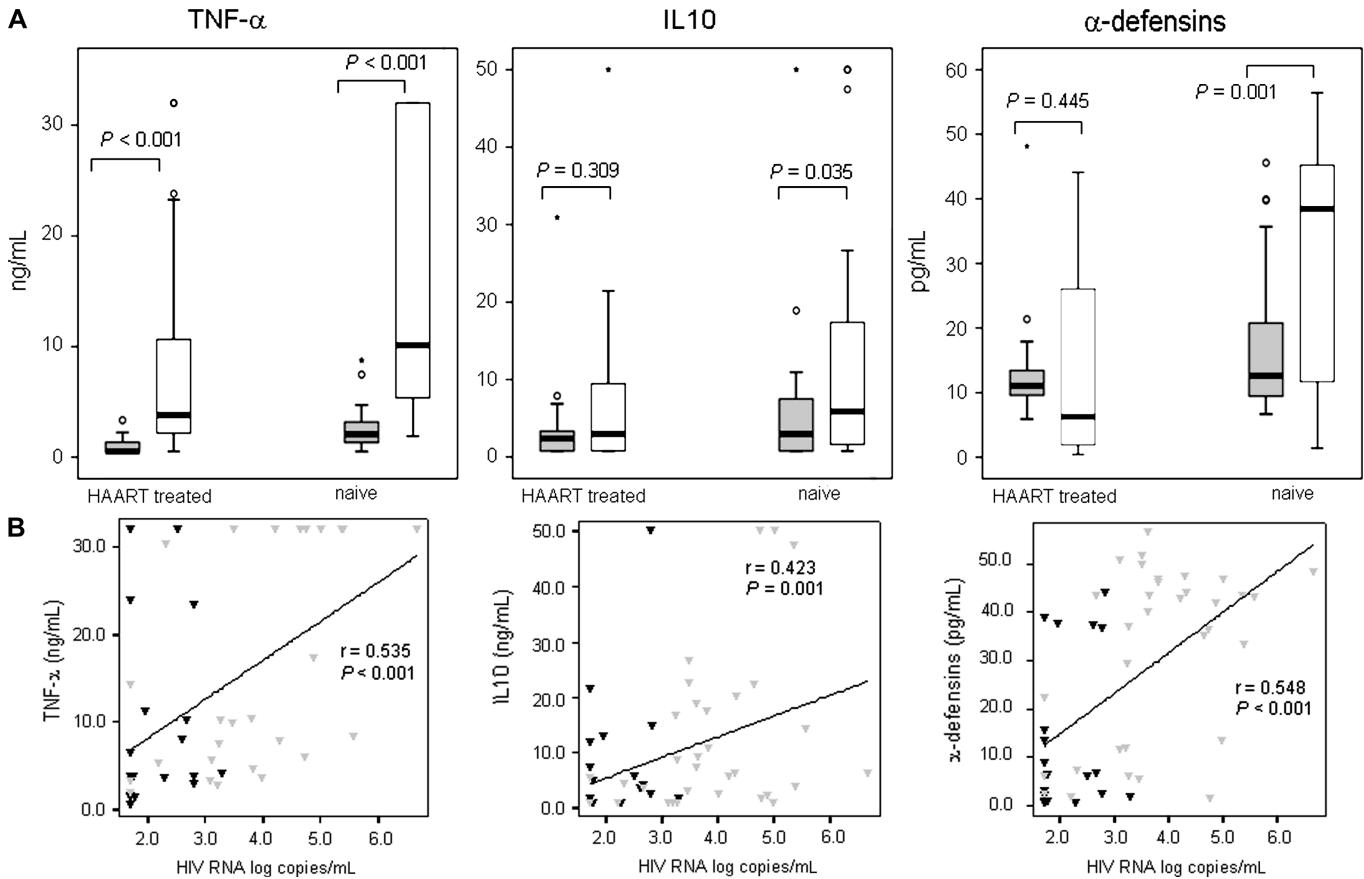 A
TNF-α
IL10
α-defensins
ng/mL
30
20
10
0
P < 0.001
P < 0.001
HAART treated
naive
50
40
30
20
10
0
P = 0.309
P = 0.035
HAART treated
naive
pg/mL
60
50
40
30
20
10
0
P = 0.445
P = 0.001
HAART treated
naive
B
TNF-α (ng/mL)
30.0
20.0
10.0
0.0
r = 0.535
P < 0.001
2.0 3.0 4.0 5.0 6.0
HIV RNA log copies/mL
IL10 (ng/mL)
50.0
40.0
30.0
20.0
10.0
0.0
r = 0.423
P = 0.001
2.0 3.0 4.0 5.0 6.0
HIV RNA log copies/mL
α-defensins (pg/mL)
50.0
40.0
30.0
20.0
10.0
0.0
r = 0.548
P < 0.001
2.0 3.0 4.0 5.0 6.0
HIV RNA log copies/mL